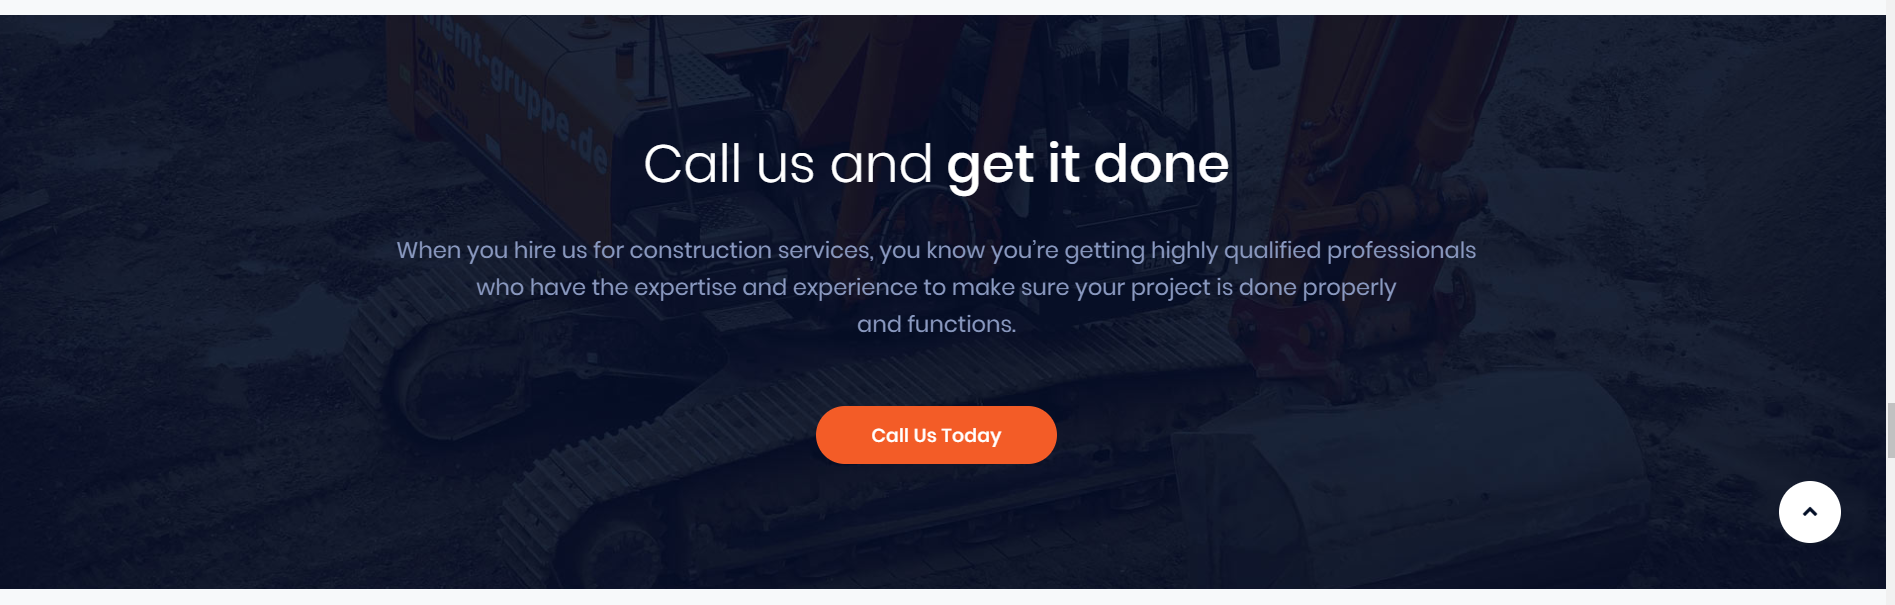 emt-gruppe.de
Call us and get it done
When you hire us for construction services, you know you're getting highly qualified professionals
who have the expertise and experience to make sure your project is done properly
and functions.
Call Us Today